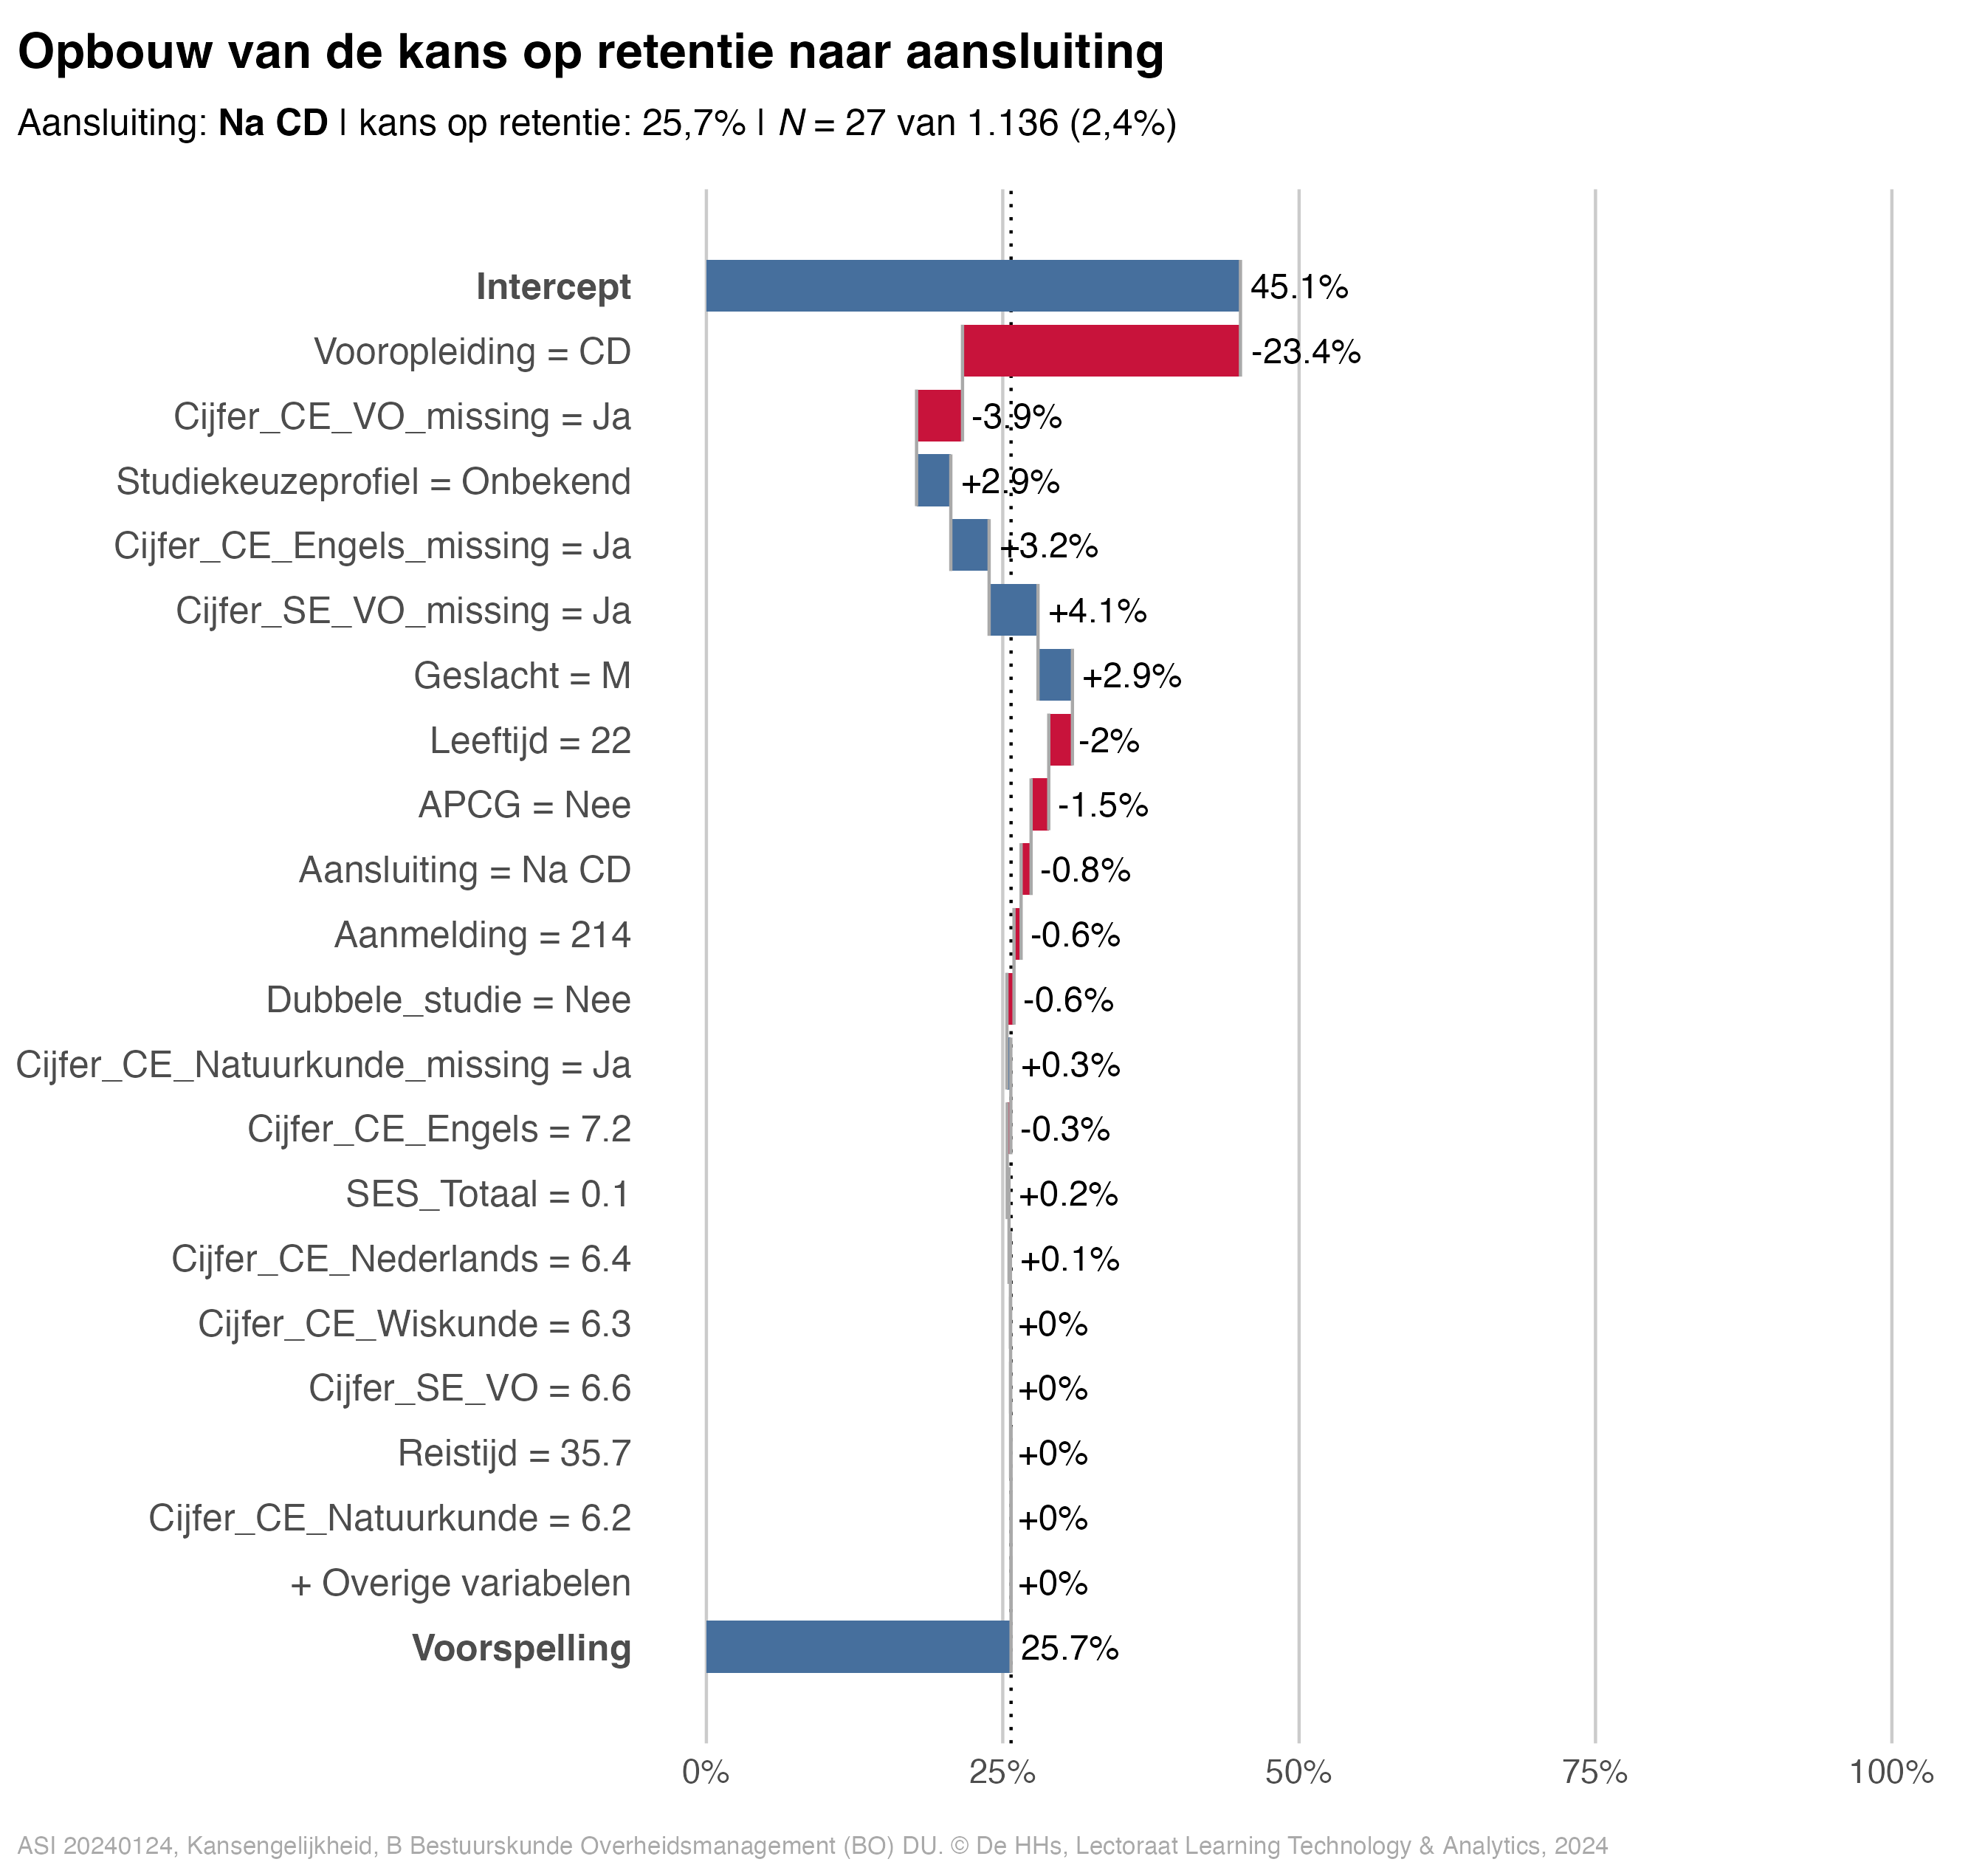 Opbouw van de kans op retentie naar aansluiting
Aansluiting: Na CD | kans op retentie: 25,7% | N = 27 van 1.136 (2,4%)
Intercept 45.1%
Vooropleiding = CD -23.4%
Cijfer_CE_VO_missing = Ja -3.9%
Studiekeuzeprofiel = Onbekend +2.9%
Cijfer_CE_Engels_missing = Ja +3.2%
Cijfer_SE_VO_missing = Ja +4.1%
Geslacht = M +2.9%
Leeftijd = 22 -2%
APCG = Nee -1.5%
Aansluiting = Na CD -0.8%
Aanmelding = 214 -0.6%
Dubbele_studie = Nee -0.6%
Cijfer_CE_Natuurkunde_missing = Ja +0.3%
Cijfer_CE_Engels = 7.2 -0.3%
SES_Totaal = 0.1 +0.2%
Cijfer_CE_Nederlands = 6.4 +0.1%
Cijfer_CE_Wiskunde = 6.3 +0%
Cijfer_SE_VO = 6.6 +0%
Reistijd = 35.7 +0%
Cijfer_CE_Natuurkunde = 6.2 +0%
+ Overige variabelen +0%
Voorspelling 25.7%
0% 25% 50% 75% 100%
ASI 20240124, Kansengelijkheid, B Bestuurskunde Overheidsmanagement (BO) DU. © De HHs, Lectoraat Learning Technology & Analytics, 2024